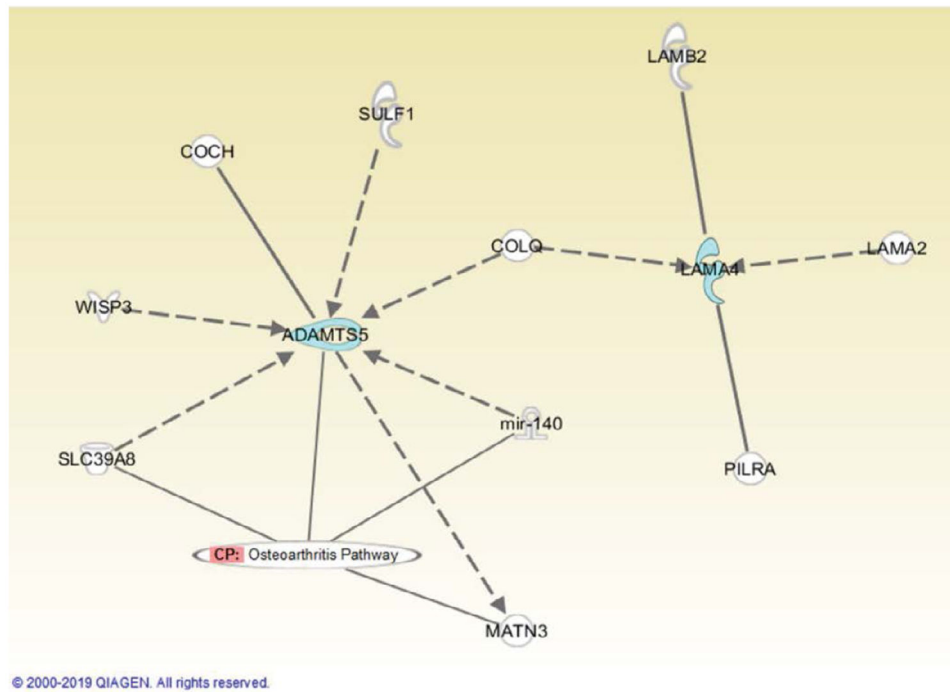 LAMB2
SULF1
COCH
COLQ
LAMA2
LAMA4
WISP3
ADAMTS5
mir-140
SLC39A8
PILRA
CP: Osteoarthritis Pathway
MATN3
© 2000-2019 QIAGEN. All rights reserved.